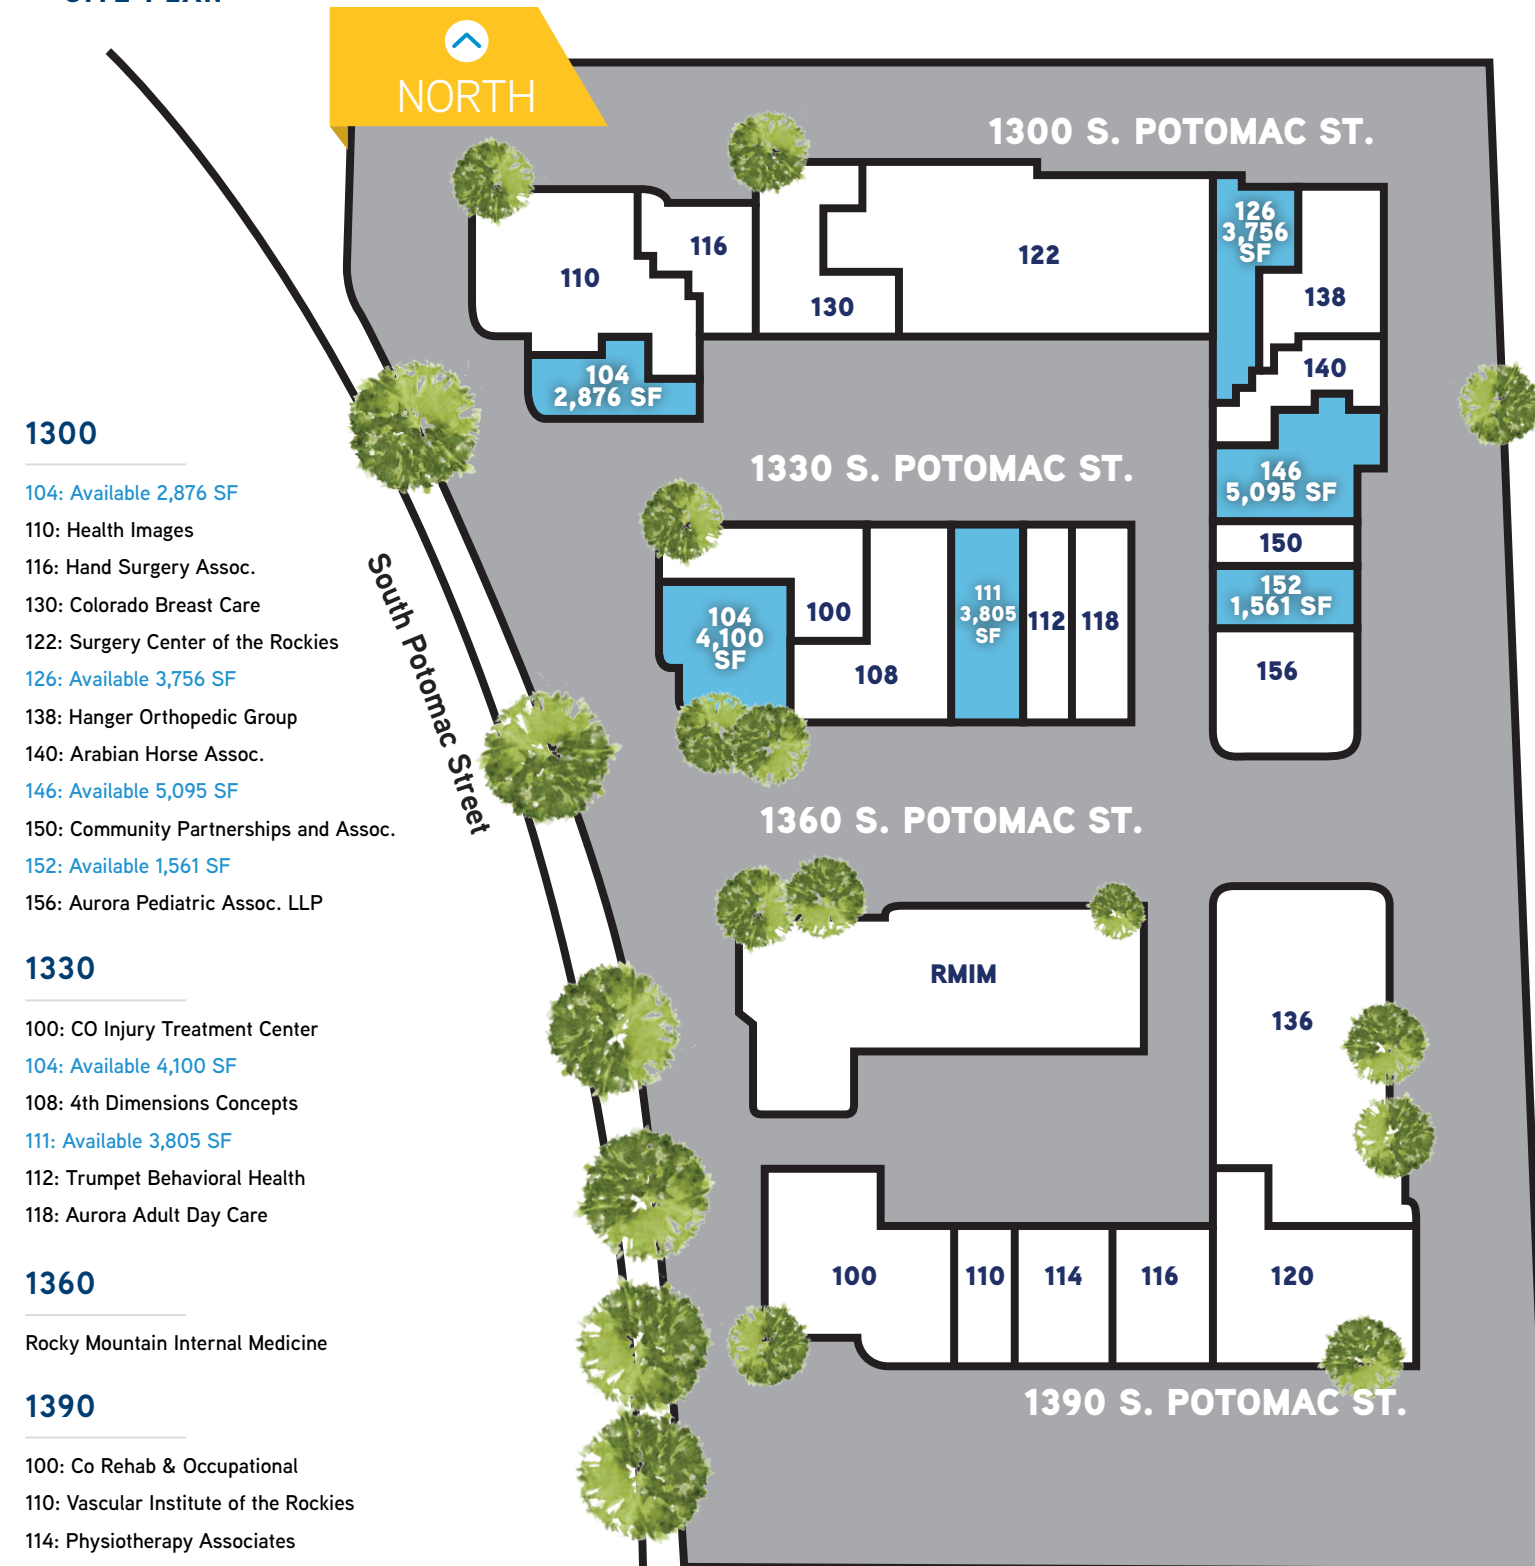 SITE PLAN
NORTH
1300 S. POTOMAC ST.
110
116
130
122
126
3,756
SF
138
104
2,876 SF
140
146
5,095 SF
150
152
1,561 SF
156
1330 S. POTOMAC ST.
104
4,100
SF
100
108
111
3,805
SF
112
118
South Potomac Street
1360 S. POTOMAC ST.
RMIM
136
100
110
114
116
120
1390 S. POTOMAC ST.
1300
104: Available 2,876 SF
110: Health Images
116: Hand Surgery Assoc.
130: Colorado Breast Care
122: Surgery Center of the Rockies
126: Available 3,756 SF
138: Hanger Orthopedic Group
140: Arabian Horse Assoc.
146: Available 5,095 SF
150: Community Partnerships and Assoc.
152: Available 1,561 SF
156: Aurora Pediatric Assoc. LLP
1330
100: CO Injury Treatment Center
104: Available 4,100 SF
108: 4th Dimensions Concepts
111: Available 3,805 SF
112: Trumpet Behavioral Health
118: Aurora Adult Day Care
1360
Rocky Mountain Internal Medicine
1390
100: Co Rehab & Occupational
110: Vascular Institute of the Rockies
114: Physiotherapy Associates